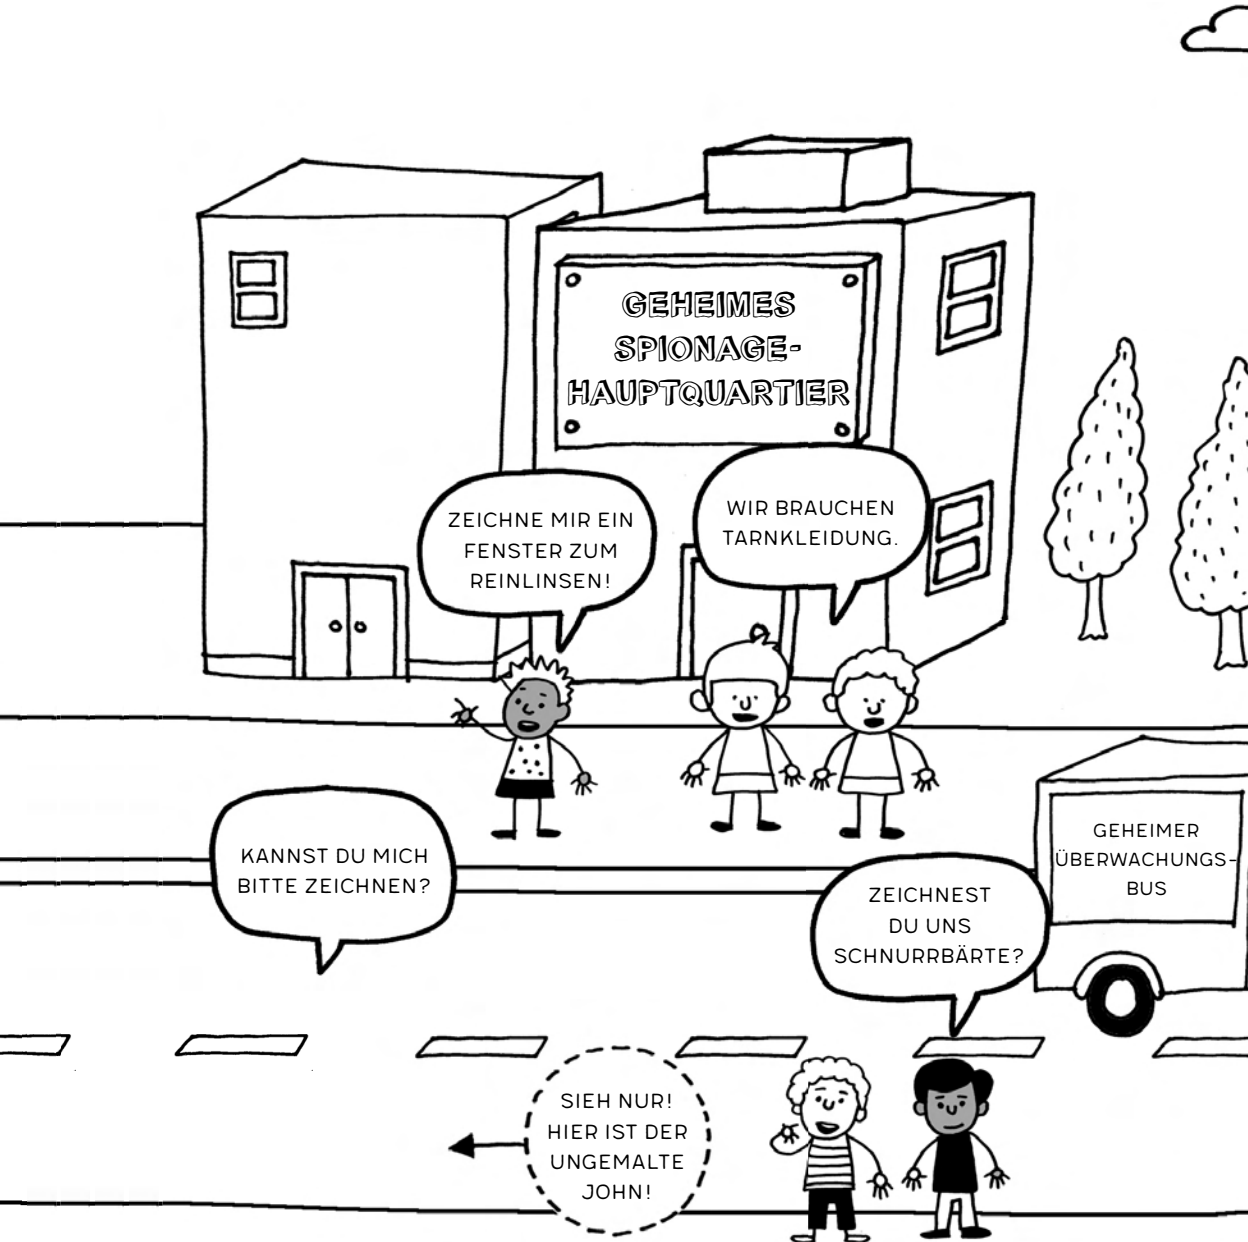 GEHEIMES
SPIONAGE-
HAUPTQUARTIER
ZEICHNE MIR EIN
FENSTER ZUM
REINLINSEN!
WIR BRAUCHEN
TARNKLEIDUNG.
KANNST DU MICH
BITTE ZEICHNEN?
GEHEIMER
ÜBERWACHUNGS-
BUS
ZEICHNEST
DU UNS
SCHNURRBÄRTE?
SIEH NUR!
HIER IST DER
UNGEMALTE
JOHN!